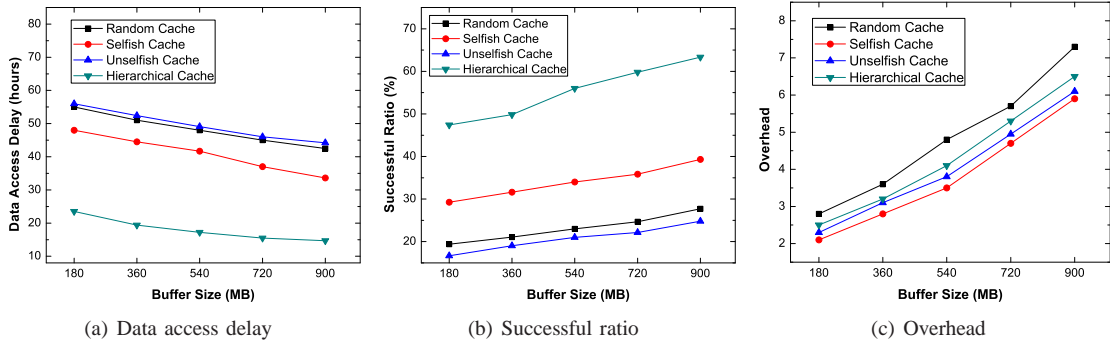 80
70
60
50
40
30
20
10
180 360 540 720 900
Data Access Delay (hours)
Buffer Size (MB)
Random Cache
Selfish Cache
Unselfish Cache
Hierarchical Cache
(a) Data access delay
70%
60%
50%
40%
30%
20
180 360 540 720 900
Successful Ratio (%)
Buffer Size (MB)
Random Cache
Selfish Cache
Unselfish Cache
Hierarchical Cache
(b) Successful ratio
8
7
6
5
4
3
2
180 360 540 720 900
Overhead
Buffer Size (MB)
Random Cache
Selfish Cache
Unselfish Cache
Hierarchical Cache
(c) Overhead